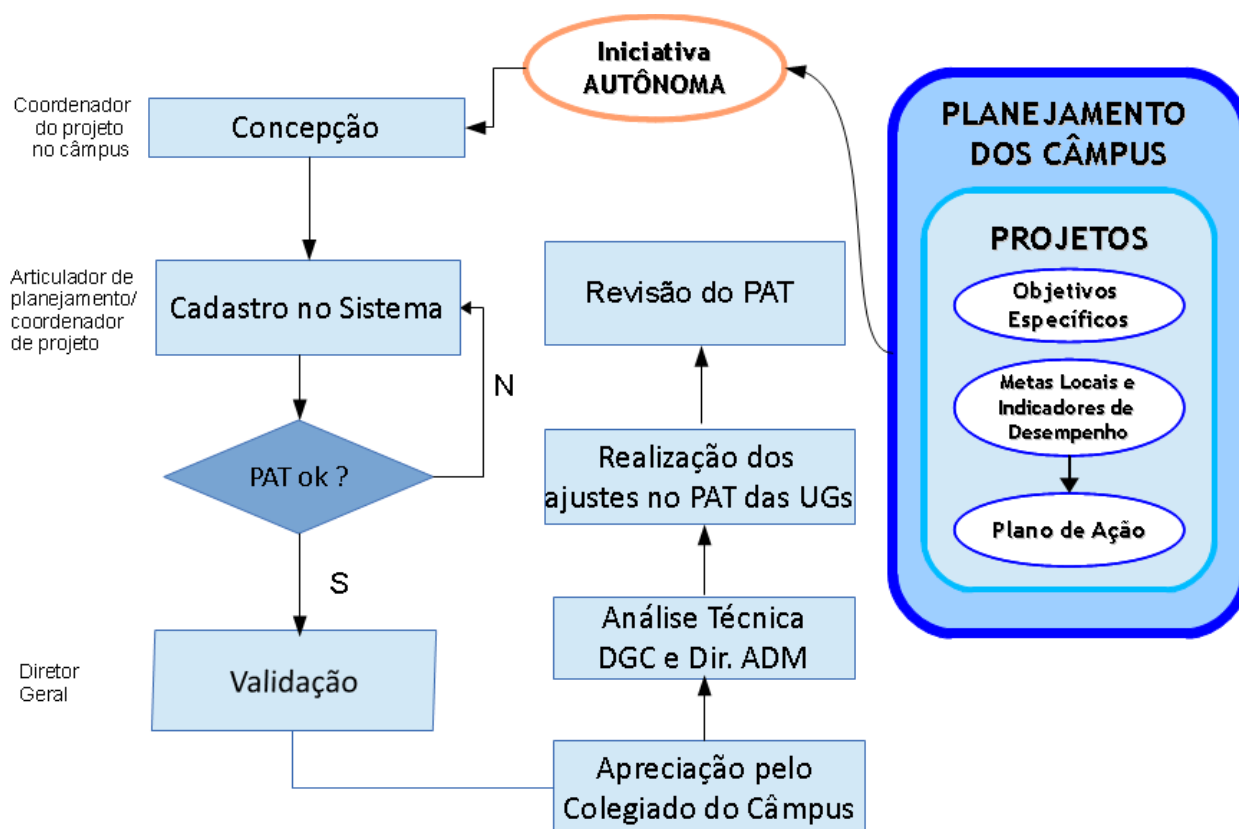 Iniciativa
AUTÔNOMA
Coordenador
do projeto
no câmpus
Concepção
Articulador de
planejamento/
coordenador
de projeto
Cadastro no Sistema
N
PAT ok ?
S
Diretor
Geral
Validação
Apreciação pelo
Colegiado do Câmpus
Análise Técnica
DGC e Dir. ADM
Realização dos
ajustes no PAT das UGs
Revisão do PAT
PLANEJAMENTO
DOS CÂMPUS
PROJETOS
Objetivos
Específicos
Metas Locais e
Indicadores de
Desempenho
Plano de Ação